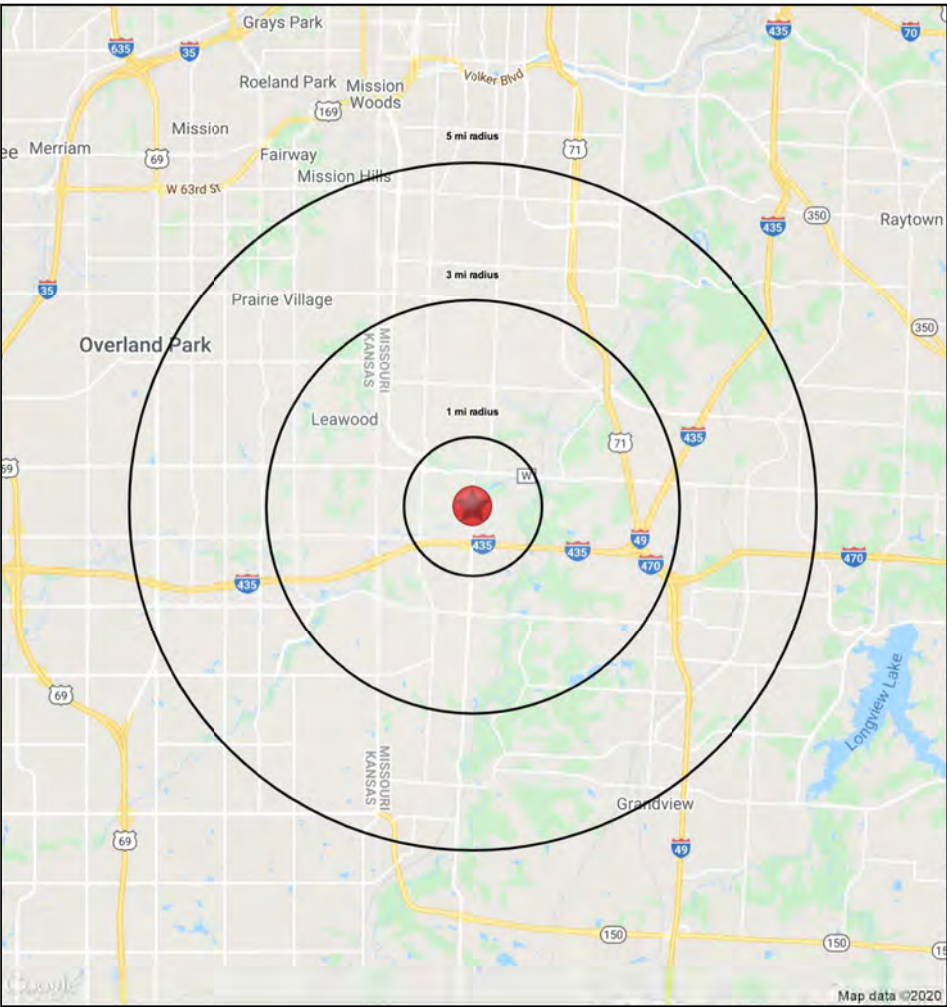 Grays Park
635
35
435
70
Roeland Park
Mission
Woods
Volker Blvd
169
Mission
5 mi radius
ee
Merriam
69
Fairway
71
Mission Hills
W 63rd St
350
435
Raytown
35
3 mi radius
Prairie Village
Overland Park
350
MISSOURI
KANSAS
1 mi radius
Leawood
71
435
69
W
435
435
49
470
470
435
69
Longview Lake
MISSOURI
KANSAS
Grandview
69
49
150
150
15
Google
Map data ©2020